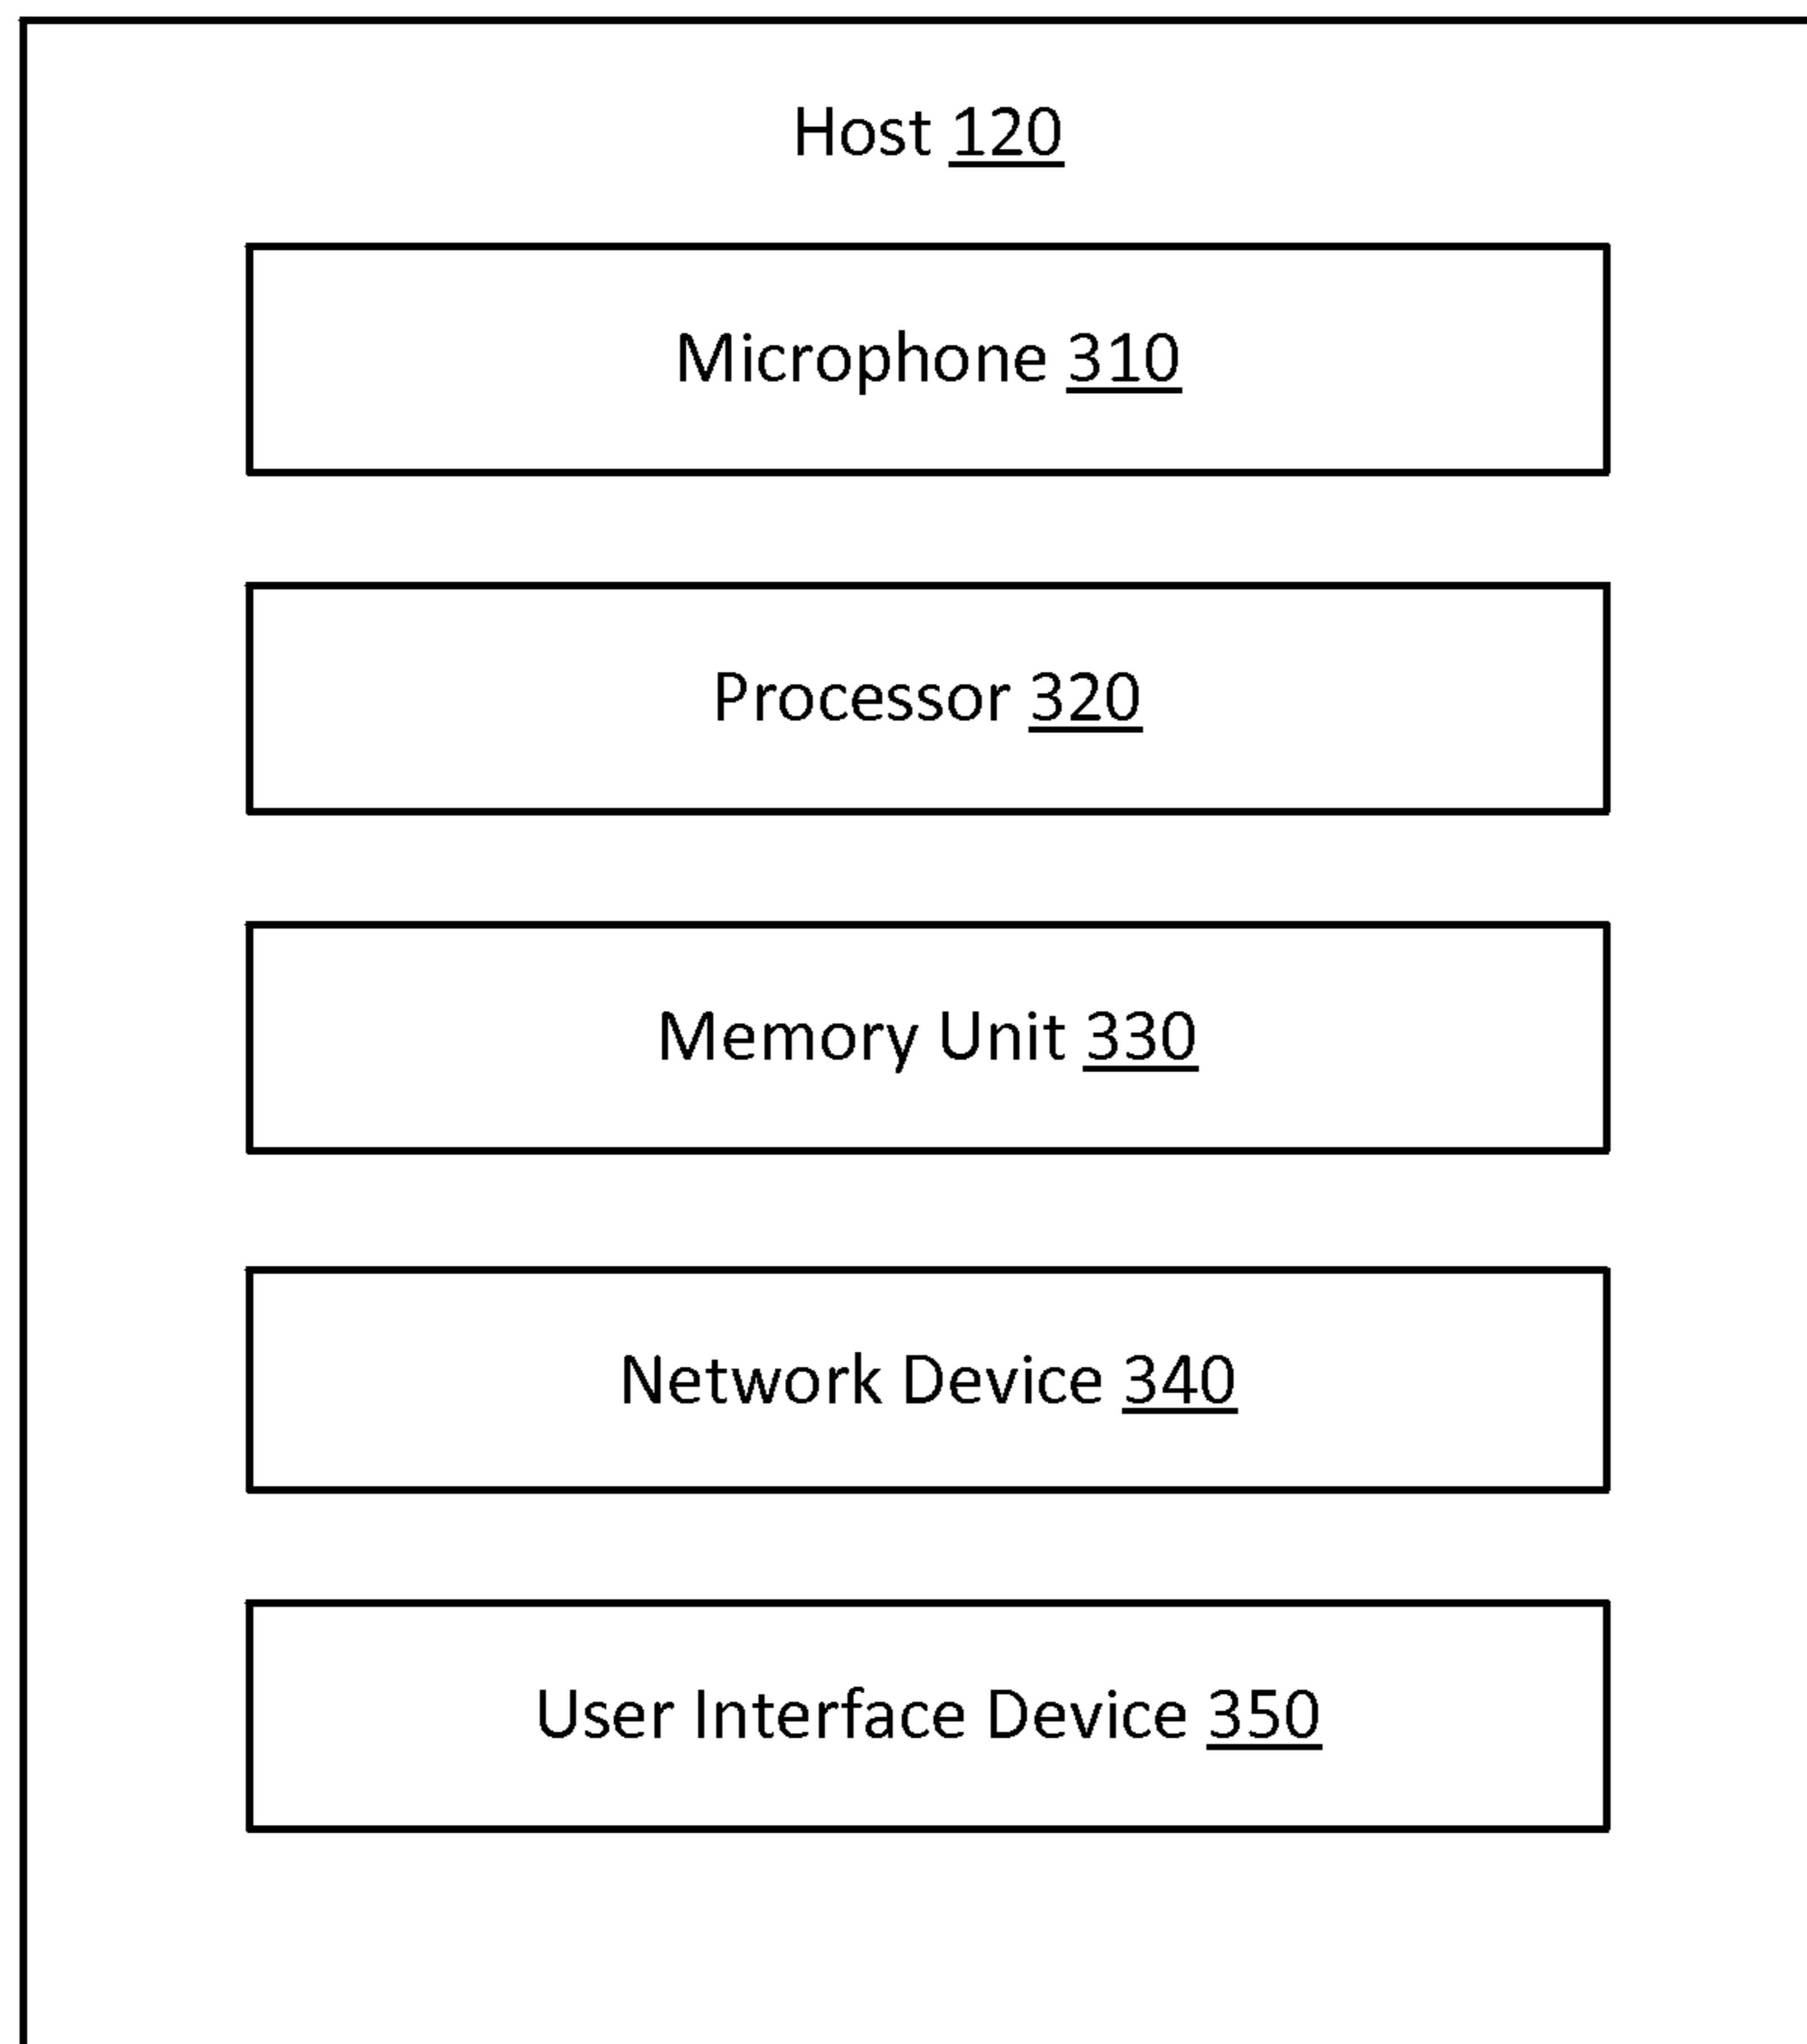 Host 120
Microphone 310
Processor 320
Memory Unit 330
Network Device 340
User Interface Device 350